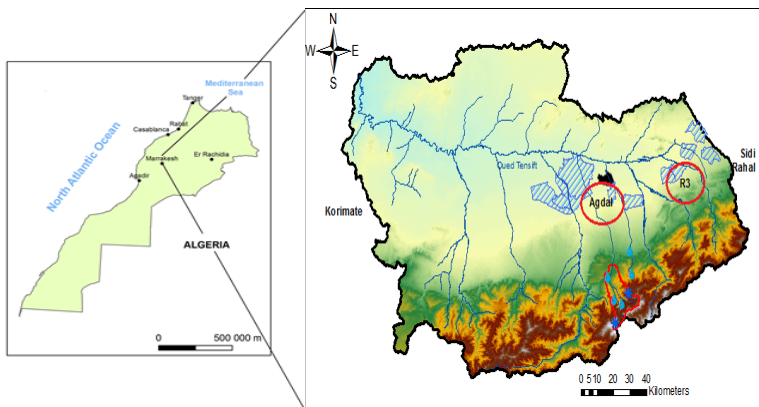 Mediterranean
Sea
Tanger
Rabat
Casablanca
Marrakesh
Er Rachidia
Agadir
North Atlantic Ocean
ALGERIA
0 500 000 m
N
W E
S
Oued Tensift
Sidi
Rahal
R3
Agdal
Korimate
0 5 10 20 30 40
Kilometers